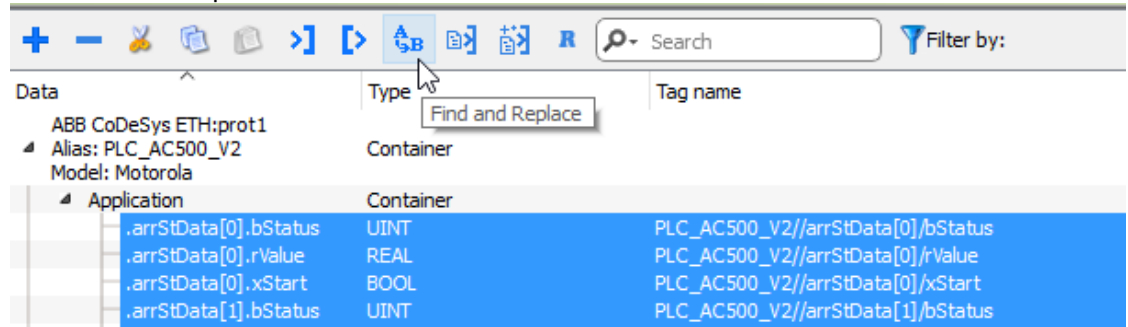 R Search Filter by:
Data Type Tag name
Find and Replace
ABB CoDeSys ETH:prot1
Alias: PLC_AC500_V2 Container
Model: Motorola
Application Container
.arrStData[0].bStatus UINT PLC_AC500_V2//arrStData[0]/bStatus
.arrStData[0].rValue REAL PLC_AC500_V2//arrStData[0]/rValue
.arrStData[0].xStart BOOL PLC_AC500_V2//arrStData[0]/xStart
.arrStData[1].bStatus UINT PLC_AC500_V2//arrStData[1]/bStatus